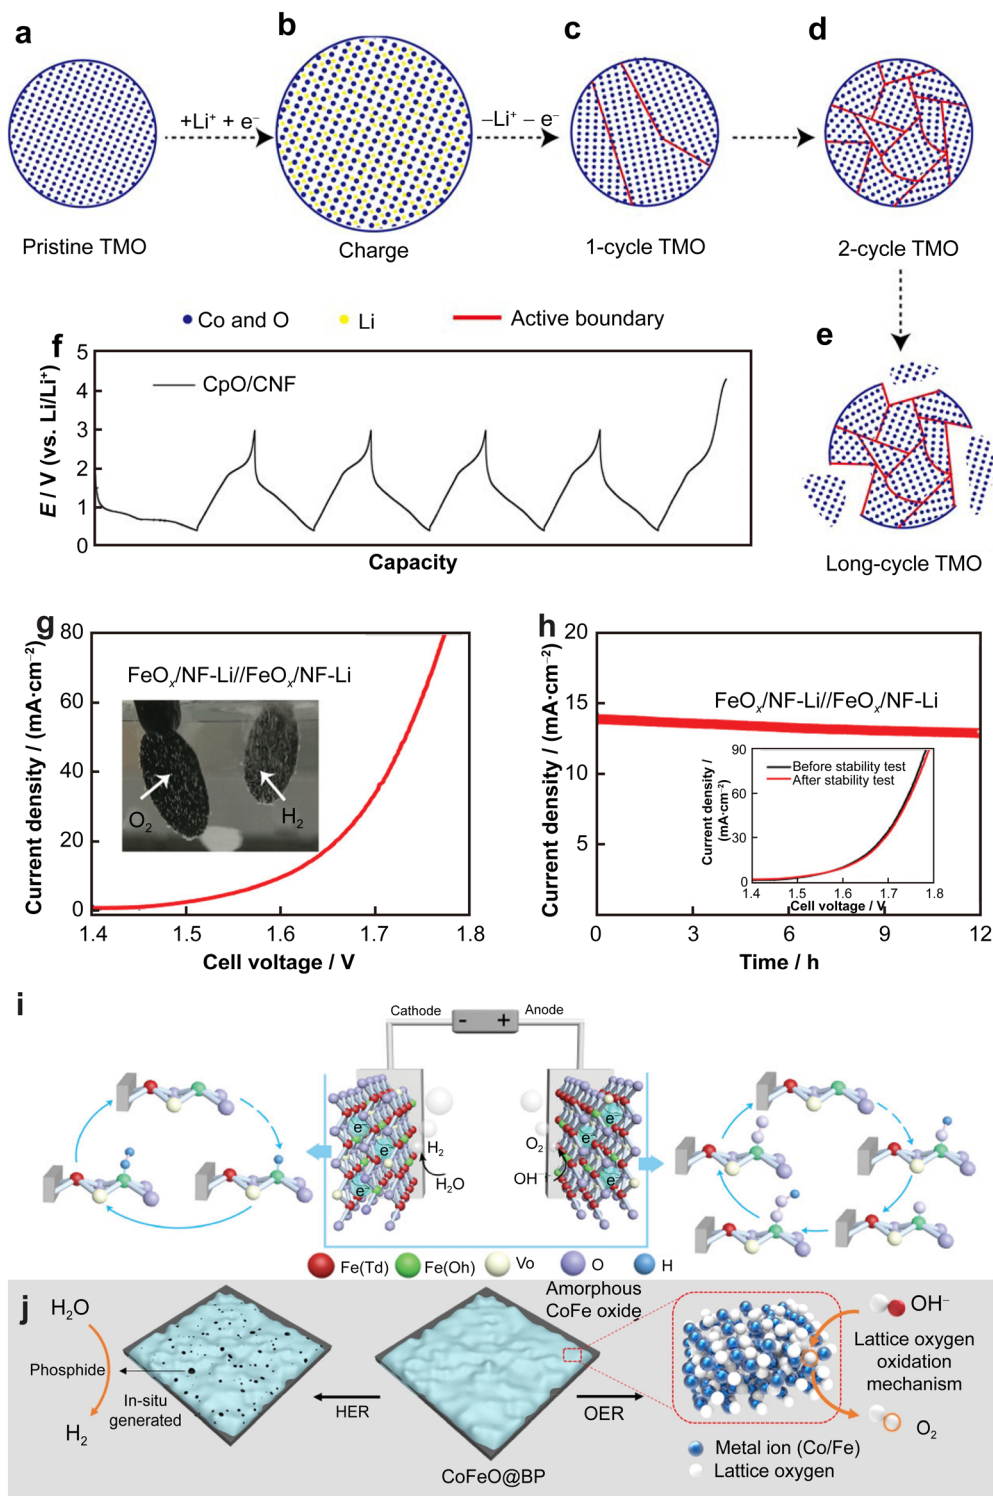 a
b
c
d
+Li⁺ + e⁻
−Li⁺ − e⁻
Pristine TMO
Charge
1-cycle TMO
2-cycle TMO
Co and O
Li
Active boundary
e
Long-cycle TMO
f
5
4
3
2
1
0
E / V (vs. Li/Li⁺)
CpO/CNF
Capacity
g
80
60
40
20
0
Current density / (mA·cm⁻²)
FeOₓ/NF-Li//FeOₓ/NF-Li
O₂
H₂
1.4
1.5
1.6
1.7
1.8
Cell voltage / V
h
20
15
10
5
Current density / (mA·cm⁻²)
FeOₓ/NF-Li//FeOₓ/NF-Li
90
60
30
0
Current density /
(mA·cm⁻²)
Before stability test
After stability test
1.4
1.5
1.6
1.7
1.8
Cell voltage / V
0
3
6
9
12
Time / h
i
Cathode
Anode
-
+
e⁻
e⁻
e⁻
H₂
H₂O
e⁻
e⁻
e⁻
O₂
OH⁻
Fe(Td)
Fe(Oh)
Vo
O
H
j
H₂O
Phosphide
In-situ
generated
H₂
HER
CoFeO@BP
OER
Amorphous
CoFe oxide
OH⁻
Lattice oxygen
oxidation
mechanism
O₂
Metal ion (Co/Fe)
Lattice oxygen